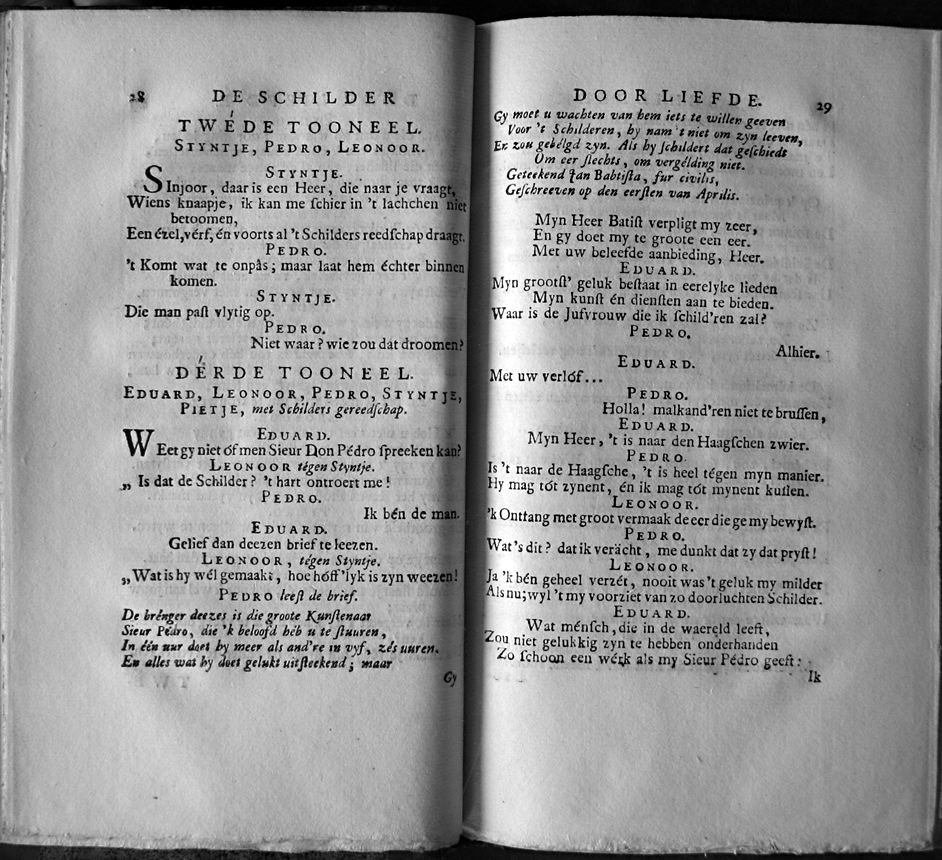 28 DE SCHILDER
TWÉDE TOONEEL.
STYNTJE, PEDRO, LEONOOR.
STYNTJE.
SInjoor, daar is een Heer, die naar je vraagt,
Wiens knaapje, ik kan me ſchier in 't lachchen niet
betoomen,
Een ézel, vérf, én voorts al 't Schilders reedſchap draagt.
PEDRO.
't Komt wat te onpâs; maar laat hem échter binnen
komen.
STYNTJE.
Die man paſt vlytig op.
PEDRO.
Niet waar? wie zou dat droomen?
DÉRDE TOONEEL.
EDUARD, LEONOOR, PEDRO, STYNTJE,
PIETJE, met Schilders gereedſchap.
EDUARD.
WEet gy niet óf men Sieur Don Pédro ſpreeken kan?
LEONOOR tégen Styntje.
„ Is dat de Schilder? 't hart ontroert me!
PEDRO.
Ik bén de man.
EDUARD.
Gelief dan deezen brief te leezen.
LEONOOR, tégen Styntje.
„Wat is hy wél gemaakt, hoe hóff'lyk is zyn weezen!
PEDRO leeſt de brief.
De brénger deezes is die groote Kunſtenaar
Sieur Pédro, die 'k beloofd héb u te ſtuuren,
In één uur doet hy meer als and're in vyf, zés uuren.
En alles wat hy doet gelukt uitſteekend; maar
Gy
DOOR LIEFDE. 29
Gy moet u wachten van hem iets te willen geeven
Voor 't Schilderen, hy nam 't niet om zyn leeven,
Er zou gebélgd zyn. Als hy ſchildert dat geſchiedt
Om eer ſlechts, om vergélding niet.
Geteekend Jan Babtiſta, fur civilis,
Geſchreeven op den eerſten van Aprilis.
Myn Heer Batiſt verpligt my zeer,
En gy doet my te groote een eer.
Met uw beleefde aanbieding, Heer.
EDUARD.
Myn grootſt' geluk beſtaat in eerelyke lieden
Myn kunſt én dienſten aan te bieden.
Waar is de Jufvrouw die ik ſchild'ren zal?
PEDRO.
Alhier.
EDUARD.
Met uw verlóf...
PEDRO.
Holla! malkand'ren niet te bruſſen,
EDUARD.
Myn Heer, 't is naar den Haagſchen zwier.
PEDRO.
Is 't naar de Haagſche, 't is heel tégen myn manier.
Hy mag tót zynent, én ik mag tót mynent kuſſen.
LEONOOR.
'k Ontfang met groot vermaak de eer die ge my bewyſt.
PEDRO.
Wat's dit? dat ik verácht, me dunkt dat zy dat pryſt!
LEONOOR.
Ja 'k bén geheel verzét, nooit was 't geluk my milder
Als nu; wyl 't my voorziet van zo doorluchten Schilder.
EDUARD.
Wat ménſch, die in de waereld leeft,
Zou niet gelukkig zyn te hebben onderhanden
Zo ſchoon een wérk als my Sieur Pédro geeft:
Ik